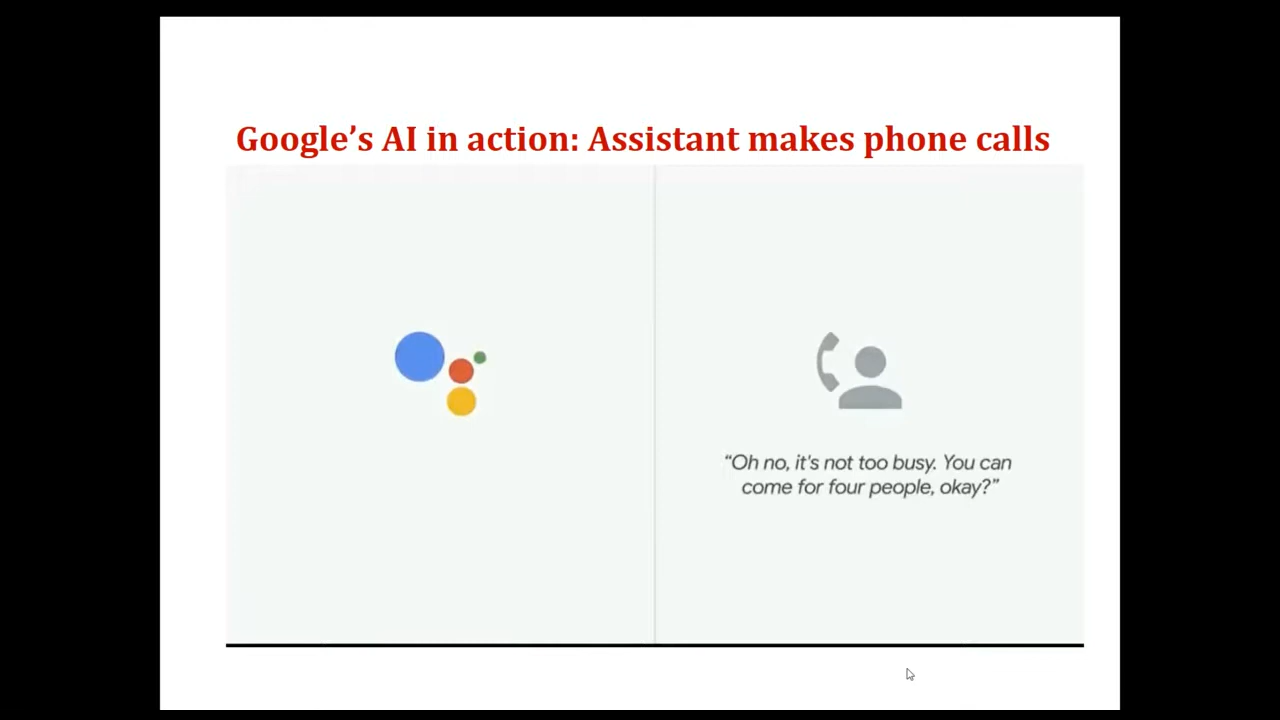 Google’s AI in action: Assistant makes phone calls
“Oh no, it's not too busy. You can
come for four people, okay?”